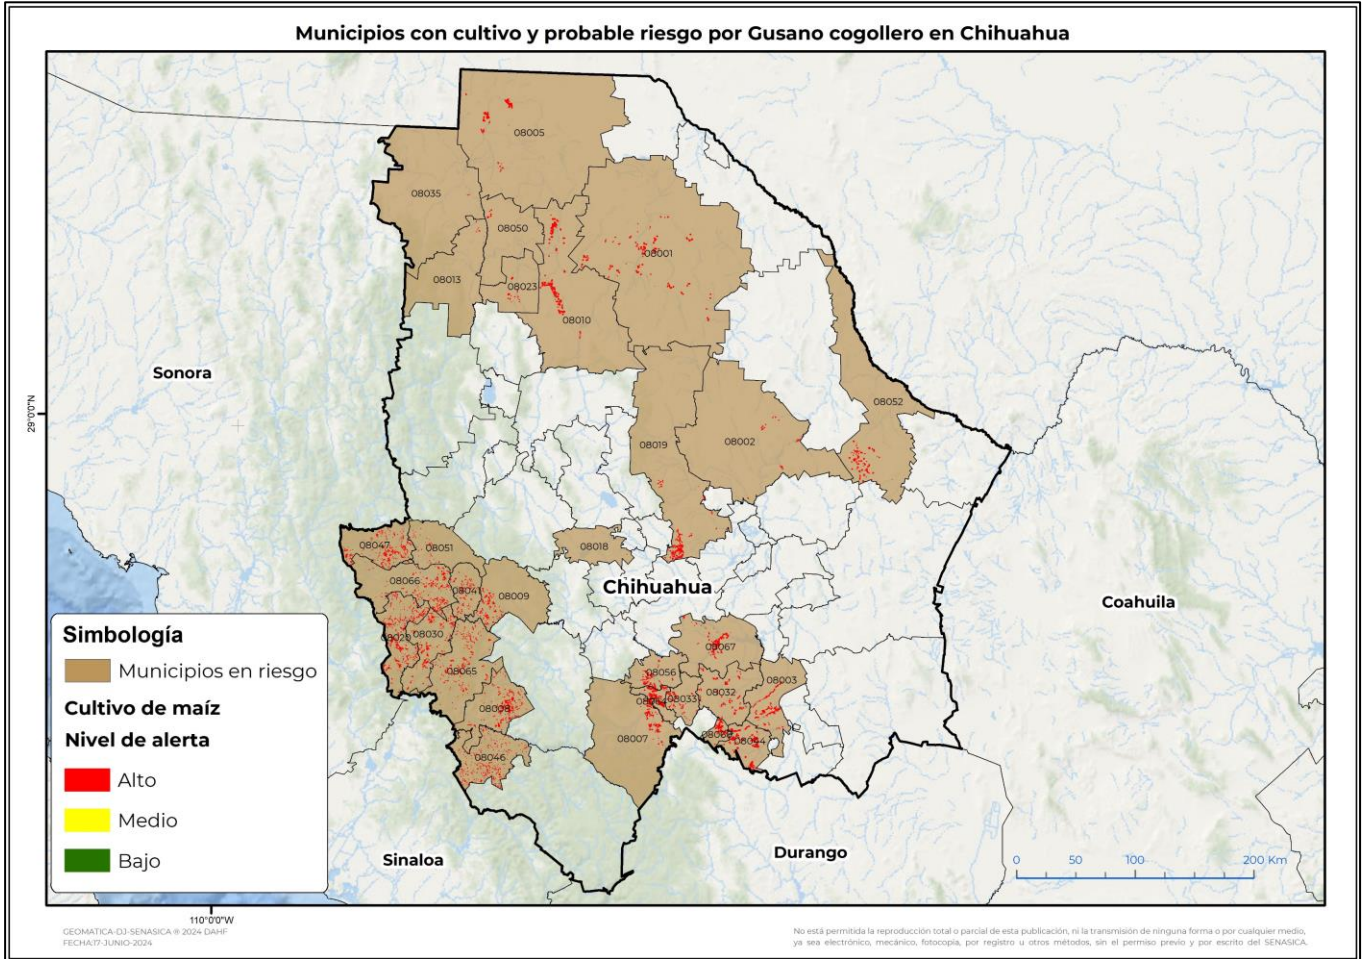 Municipios con cultivo y probable riesgo por Gusano cogollero en Chihuahua
08005
08035
08050
08001
08013
08023
08010
Sonora
29°0'0"N
08052
08019
08002
08047
08051
08018
Chihuahua
08066
08041
08009
Coahuila
08020
08030
08067
08065
08056
08003
08032
08033
08008
08007
08064
08044
08046
Simbología
Municipios en riesgo
Cultivo de maíz
Nivel de alerta
Alto
Medio
Bajo
Sinaloa
Durango
0 50 100 200 Km
110°0'0"W
GEOMATICA-DJ-SENASICA ® 2024 DAHF
FECHA:17-JUNIO-2024
No está permitida la reproducción total o parcial de esta publicación, ni la transmisión de ninguna forma o por cualquier medio,
ya sea electrónico, mecánico, fotocopia, por registro u otros métodos, sin el permiso previo y por escrito del SENASICA.